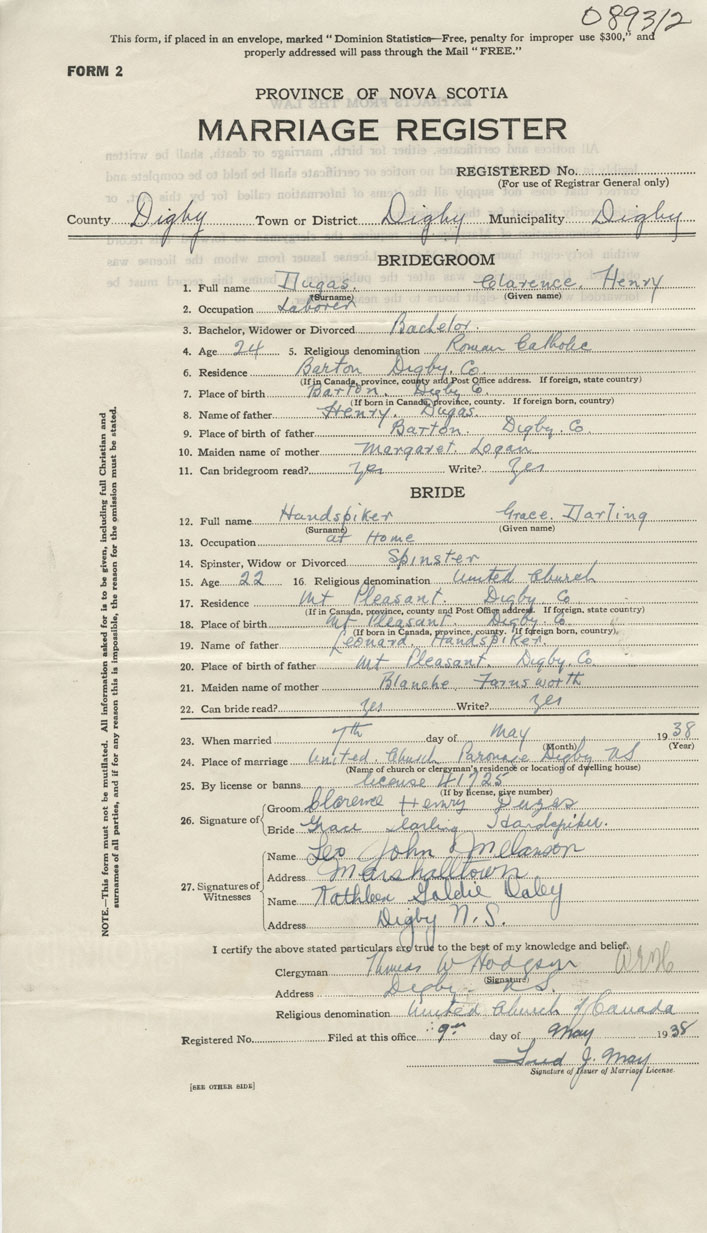 089312
This form, if placed in an envelope, marked "Dominion Statistics—Free, penalty for improper use $300," and
properly addressed will pass through the Mail "FREE."
FORM 2
PROVINCE OF NOVA SCOTIA
MARRIAGE REGISTER
REGISTERED No.
(For use of Registrar General only)
County Digby Town or District Digby Municipality Digby
BRIDEGROOM
1. Full name Dugas. Clarence. Henry
(Surname) (Given name)
2. Occupation Laborer
3. Bachelor, Widower or Divorced Bachelor.
4. Age 24 5. Religious denomination Roman Catholic
6. Residence Barton Digby. Co
(If in Canada, province, county and Post Office address. If foreign, state country)
7. Place of birth Barton. Digby Co.
(If born in Canada, province, county. If foreign born, country)
8. Name of father Henry. Dugas.
9. Place of birth of father Barton. Digby. Co.
10. Maiden name of mother Margaret. Logan
11. Can bridegroom read? Yes Write? Yes
BRIDE
12. Full name Handspiker Grace. Darling
(Surname) (Given name)
13. Occupation at Home
14. Spinster, Widow or Divorced Spinster
15. Age 22 16. Religious denomination United Church
17. Residence Mt Pleasant. Digby Co
(If in Canada, province, county and Post Office address. If foreign, state country)
18. Place of birth Mt Pleasant. Digby. Co.
(If born in Canada, province, county. If foreign born, country)
19. Name of father Leonard. Handspiker.
20. Place of birth of father Mt Pleasant. Digby. Co.
21. Maiden name of mother Blanche Farnsworth
22. Can bride read? Yes Write? Yes
23. When married 7th day of May 1938
(Month) (Year)
24. Place of marriage United. Church Parsonage Digby NS
(Name of church or clergyman's residence or location of dwelling house)
25. By license or banns license 41725
(If by license, give number)
26. Signature of Groom Clarence Henry Dugas
Bride Grace Darling Handspiker.
27. Signatures of Witnesses Name Leo John Melanson
Address Marshalltown
Name Kathleen Goldie Daley
Address Digby N.S.
I certify the above stated particulars are true to the best of my knowledge and belief.
Clergyman Thomas W Hodgson
(Signature)
Address Digby N.S.
Religious denomination United Church of Canada
Registered No. Filed at this office 9th day of May 1938
Fred J. May
Signature of Issuer of Marriage License.
[SEE OTHER SIDE]
NOTE.—This form must not be mutilated. All information asked for is to be given, including full Christian and
surnames of all parties, and if for any reason this is impossible, the reason for the omission must be stated.